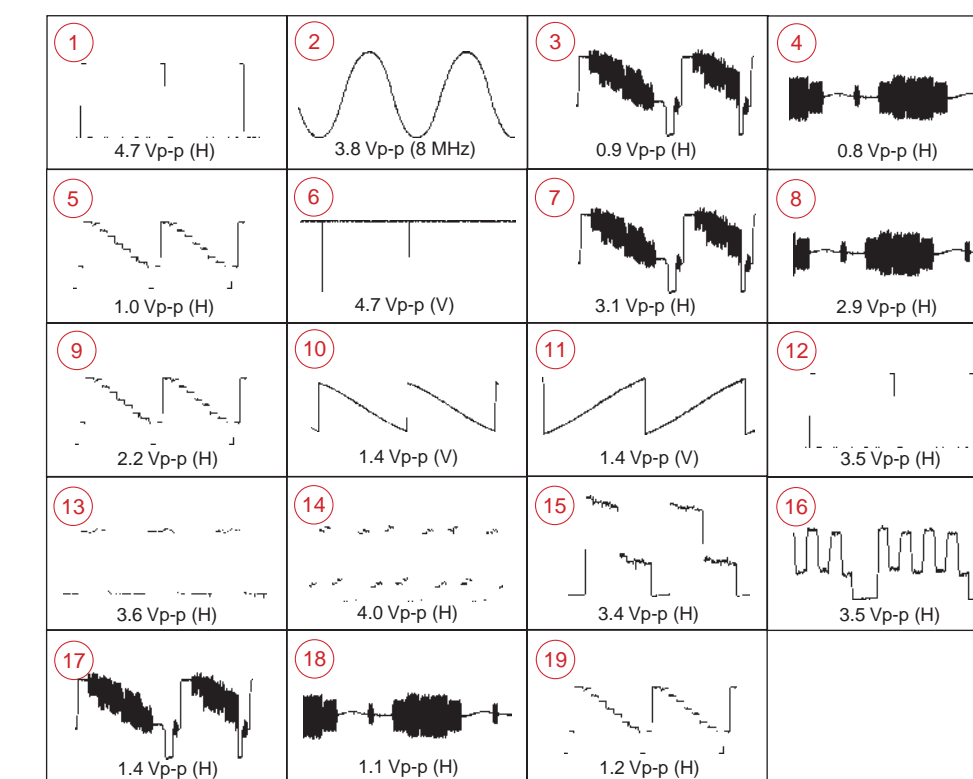 1
4.7 Vp-p (H)
2
3.8 Vp-p (8 MHz)
3
0.9 Vp-p (H)
4
0.8 Vp-p (H)
5
1.0 Vp-p (H)
6
4.7 Vp-p (V)
7
3.1 Vp-p (H)
8
2.9 Vp-p (H)
9
2.2 Vp-p (H)
10
1.4 Vp-p (V)
11
1.4 Vp-p (V)
12
3.5 Vp-p (H)
13
3.6 Vp-p (H)
14
4.0 Vp-p (H)
15
3.4 Vp-p (H)
16
3.5 Vp-p (H)
17
1.4 Vp-p (H)
18
1.1 Vp-p (H)
19
1.2 Vp-p (H)